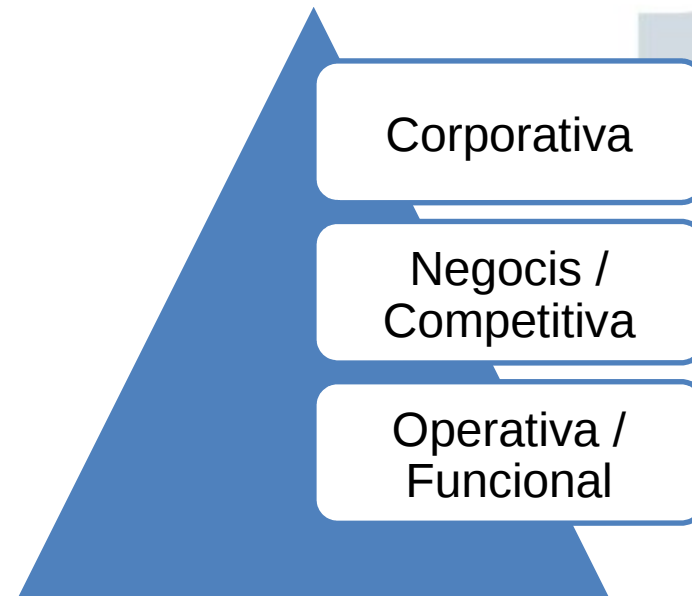 Corporativa
Negocis /
Competitiva
Operativa /
Funcional